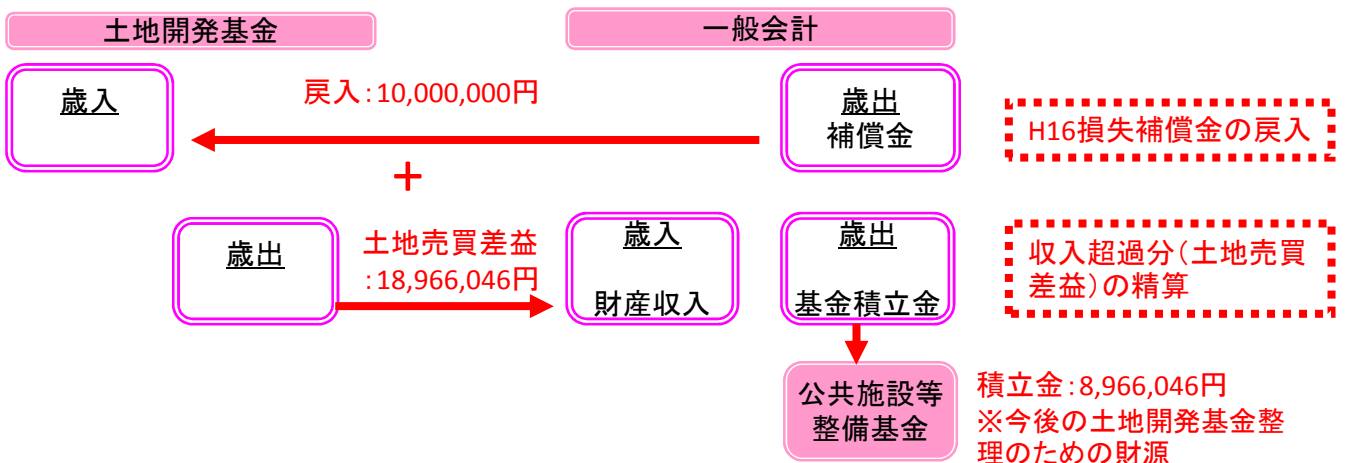 土地開発基金
一般会計
歳入
戻入:10,000,000円
歳出
補償金
H16損失補償金の戻入
+
歳出
土地売買差益
:18,966,046円
歳入
財産収入
歳出
基金積立金
収入超過分(土地売買
差益)の精算
公共施設等
整備基金
積立金:8,966,046円
※今後の土地開発基金整
理のための財源